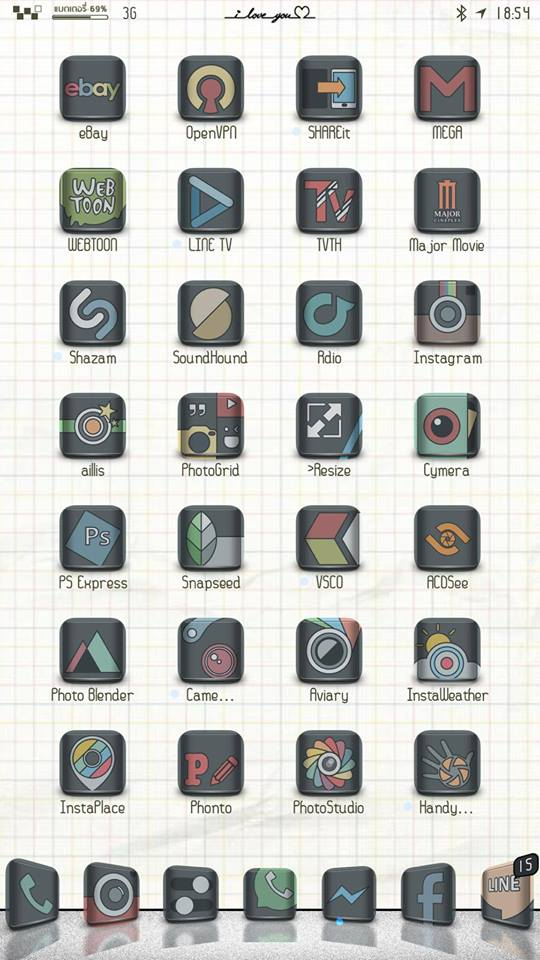 แบตเตอรี่ 69% 3G i love you 18:54
ebay
eBay OpenVPN SHAREit MEGA
WEB TOON TV MAJOR CINEPLEX
WEBTOON LINE TV TVTH Major Movie
Shazam SoundHound Rdio Instagram
aillis PhotoGrid >Resize Cymera
Ps
PS Express Snapseed VSCO ACDSee
Photo Blender Came... Aviary InstaWeather
P
InstaPlace Phonto PhotoStudio Handy...
LINE 15